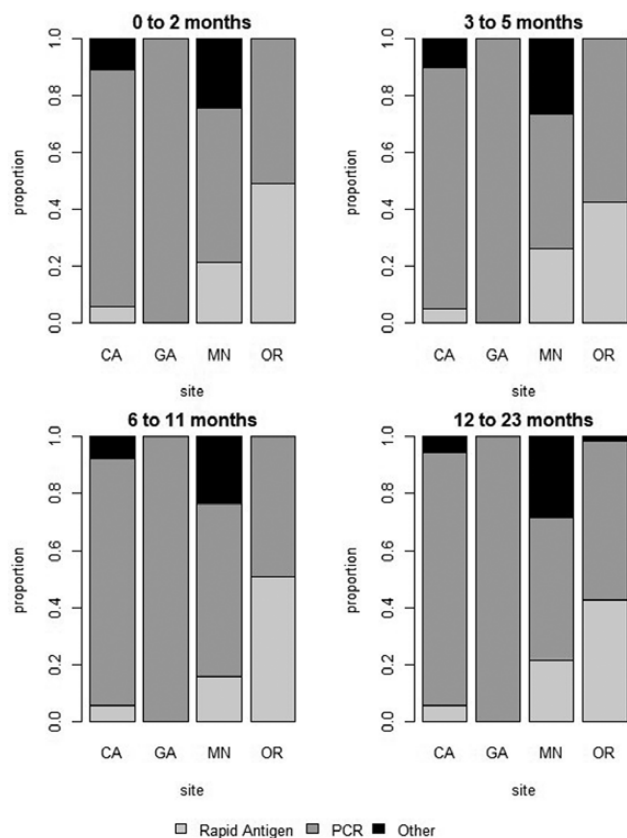 0 to 2 months
proportion
1.0
0.8
0.6
0.4
0.2
0.0
CA GA MN OR
site
3 to 5 months
proportion
1.0
0.8
0.6
0.4
0.2
0.0
CA GA MN OR
site
6 to 11 months
proportion
1.0
0.8
0.6
0.4
0.2
0.0
CA GA MN OR
site
12 to 23 months
proportion
1.0
0.8
0.6
0.4
0.2
0.0
CA GA MN OR
site
Rapid Antigen PCR Other